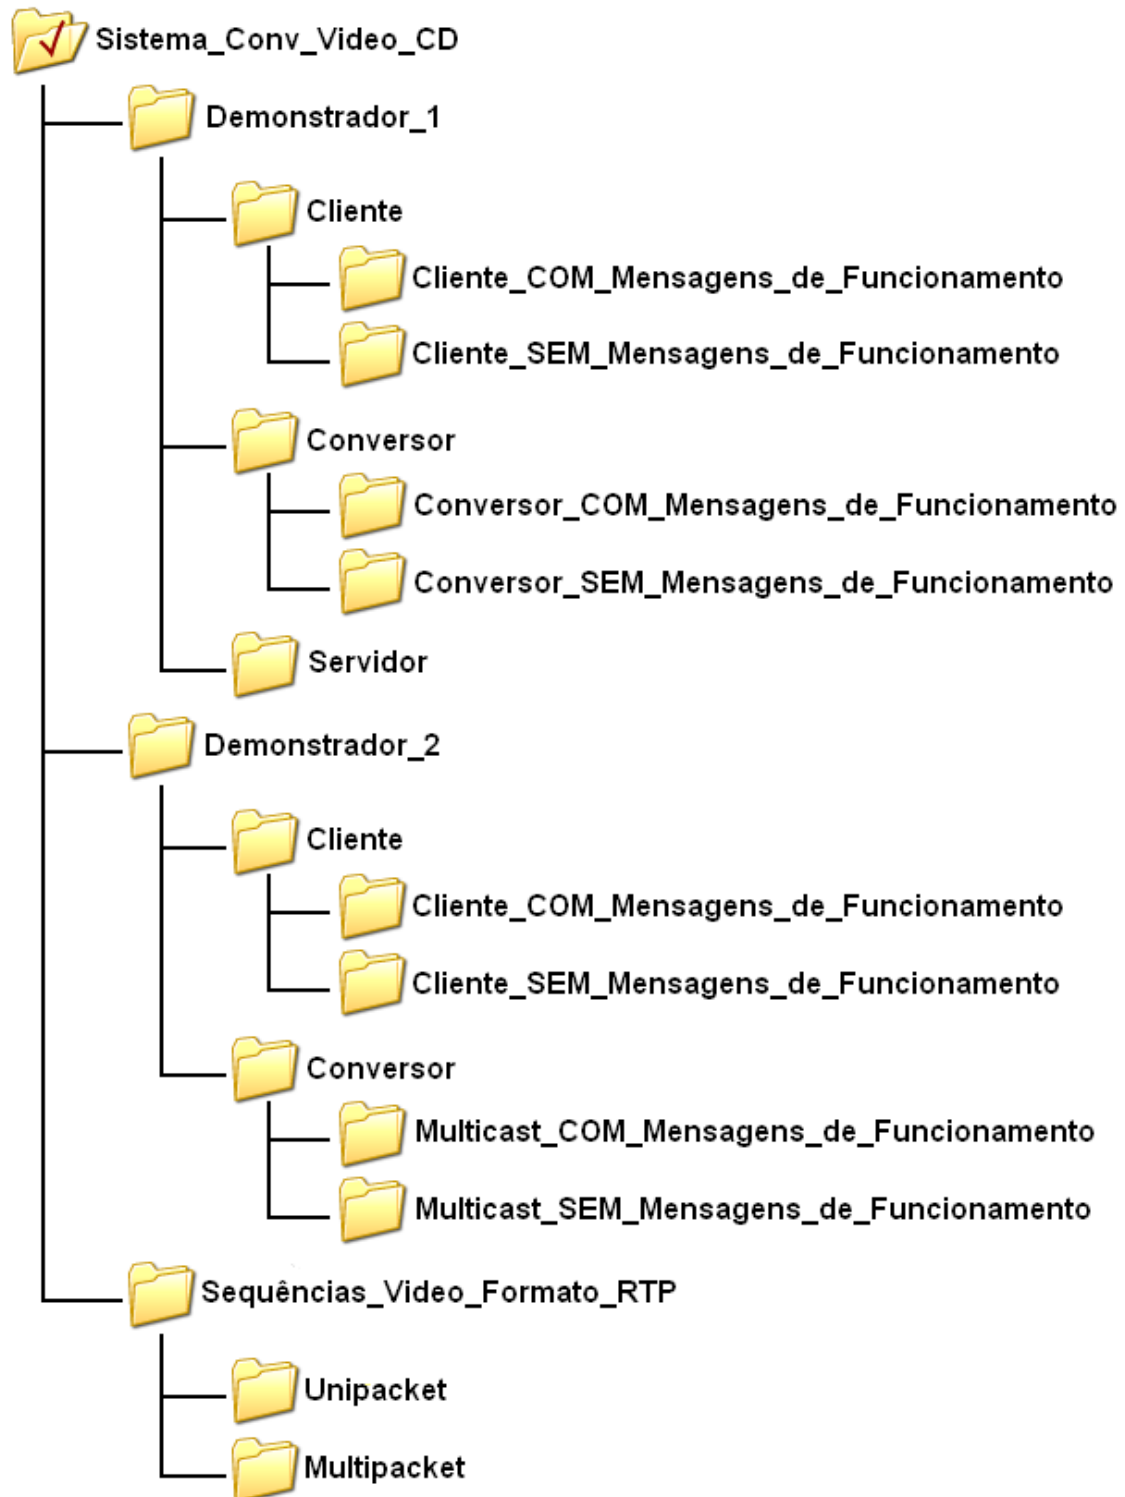 Sistema_Conv_Video_CD
Demonstrador_1
Cliente
Cliente_COM_Mensagens_de_Funcionamento
Cliente_SEM_Mensagens_de_Funcionamento
Conversor
Conversor_COM_Mensagens_de_Funcionamento
Conversor_SEM_Mensagens_de_Funcionamento
Servidor
Demonstrador_2
Cliente
Cliente_COM_Mensagens_de_Funcionamento
Cliente_SEM_Mensagens_de_Funcionamento
Conversor
Multicast_COM_Mensagens_de_Funcionamento
Multicast_SEM_Mensagens_de_Funcionamento
Sequências_Video_Formato_RTP
Unipacket
Multipacket